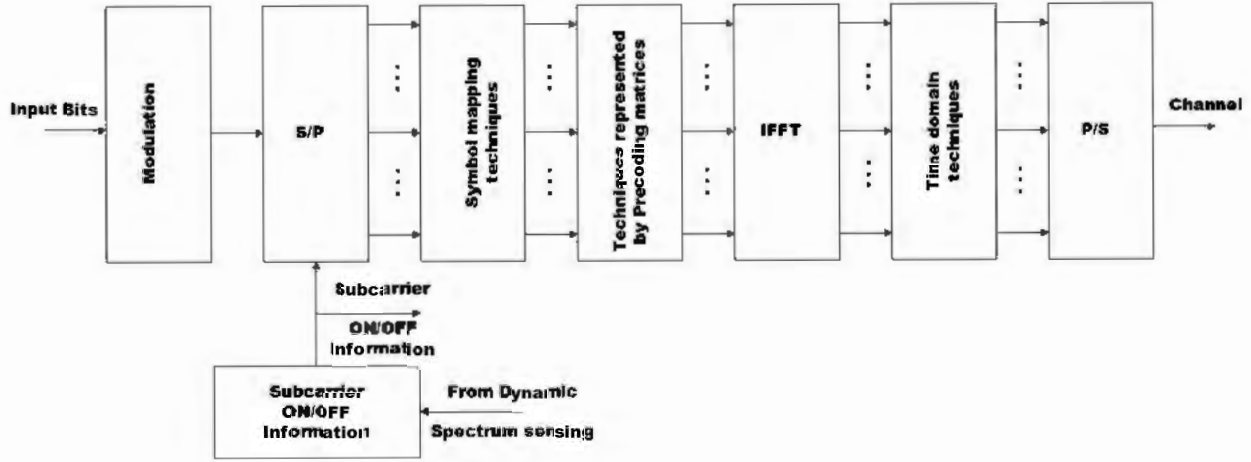 Input Bits
Modulation
S/P
Symbol mapping
techniques
Techniques represented
by Precoding matrices
IFFT
Time domain
techniques
P/S
Channel
Subcarrier
ON/OFF
Information
Subcarrier
ON/OFF
Information
From Dynamic
Spectrum sensing